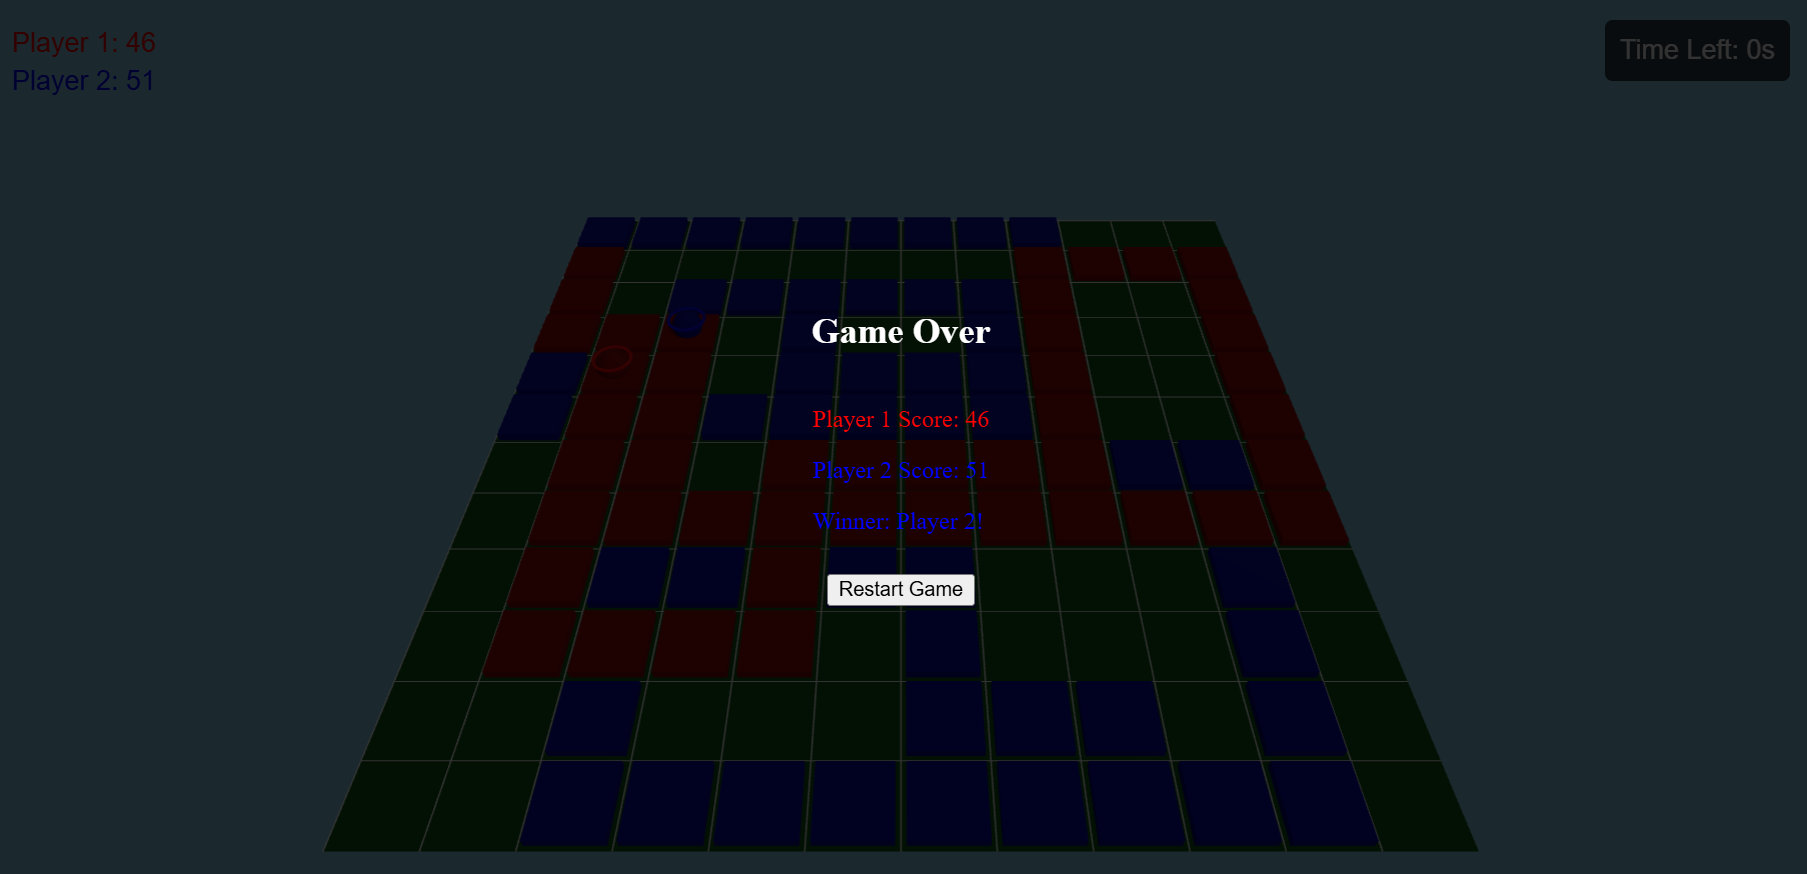 Player 1: 46
Player 2: 51
Time Left: 0s
Game Over
Player 1 Score: 46
Player 2 Score: 51
Winner: Player 2!
Restart Game